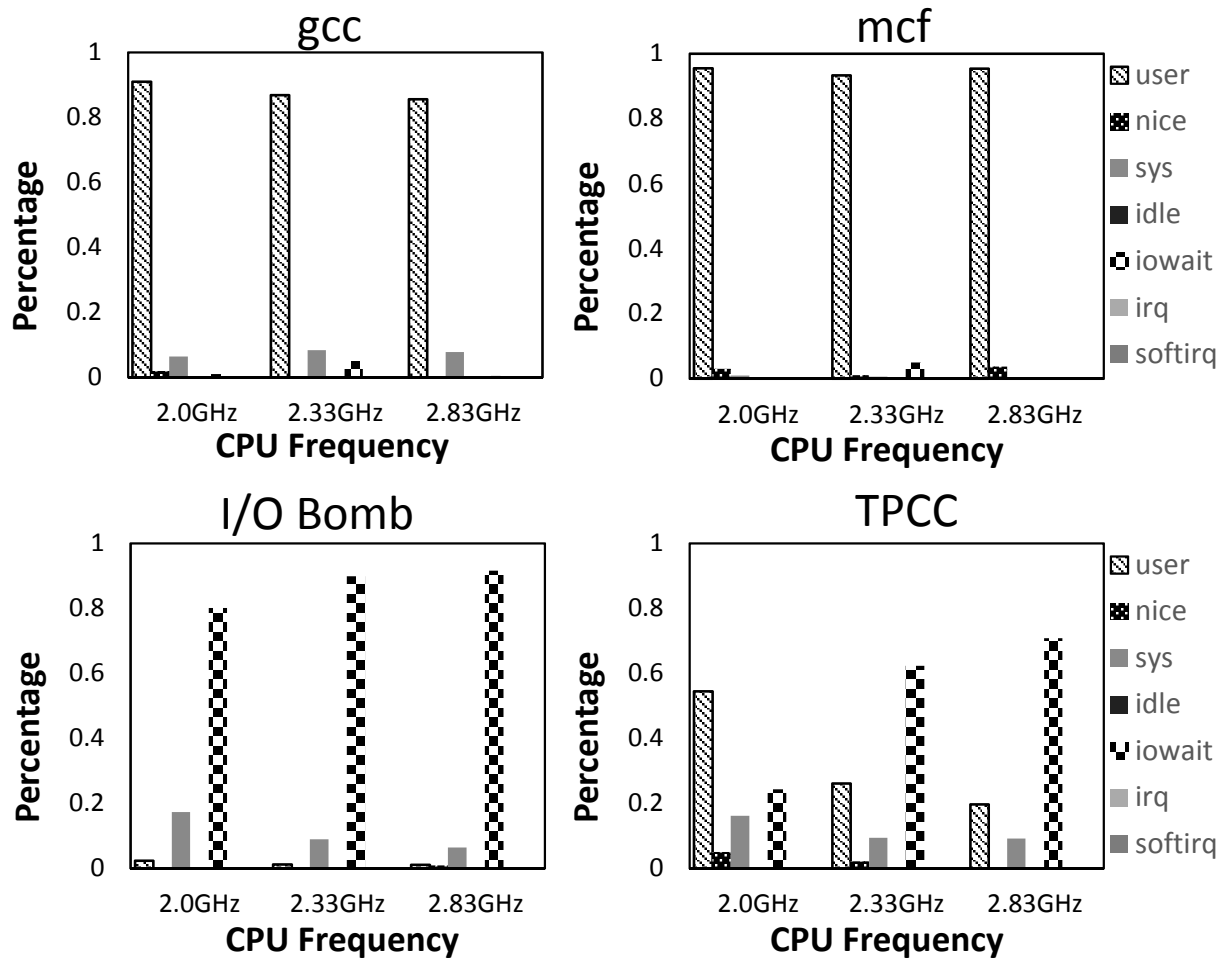 gcc
1
0.8
0.6
0.4
0.2
0
Percentage
2.0GHz 2.33GHz 2.83GHz
CPU Frequency
mcf
1
0.8
0.6
0.4
0.2
0
Percentage
2.0GHz 2.33GHz 2.83GHz
CPU Frequency
user
nice
sys
idle
iowait
irq
softirq
I/O Bomb
1
0.8
0.6
0.4
0.2
0
Percentage
2.0GHz 2.33GHz 2.83GHz
CPU Frequency
TPCC
1
0.8
0.6
0.4
0.2
0
Percentage
2.0GHz 2.33GHz 2.83GHz
CPU Frequency
user
nice
sys
idle
iowait
irq
softirq